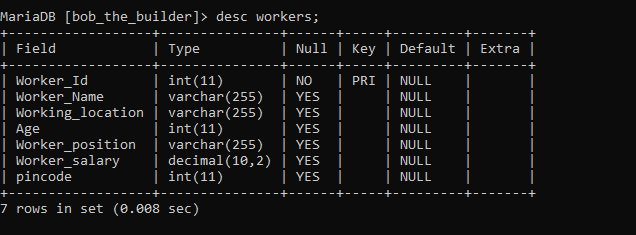 MariaDB [bob_the_builder]> desc workers;
+------------------+---------------+------+-----+---------+-------+
| Field            | Type          | Null | Key | Default | Extra |
+------------------+---------------+------+-----+---------+-------+
| Worker_Id        | int(11)       | NO   | PRI | NULL    |       |
| Worker_Name      | varchar(255)  | YES  |     | NULL    |       |
| Working_location | varchar(255)  | YES  |     | NULL    |       |
| Age              | int(11)       | YES  |     | NULL    |       |
| Worker_position  | varchar(255)  | YES  |     | NULL    |       |
| Worker_salary    | decimal(10,2) | YES  |     | NULL    |       |
| pincode          | int(11)       | YES  |     | NULL    |       |
+------------------+---------------+------+-----+---------+-------+
7 rows in set (0.008 sec)